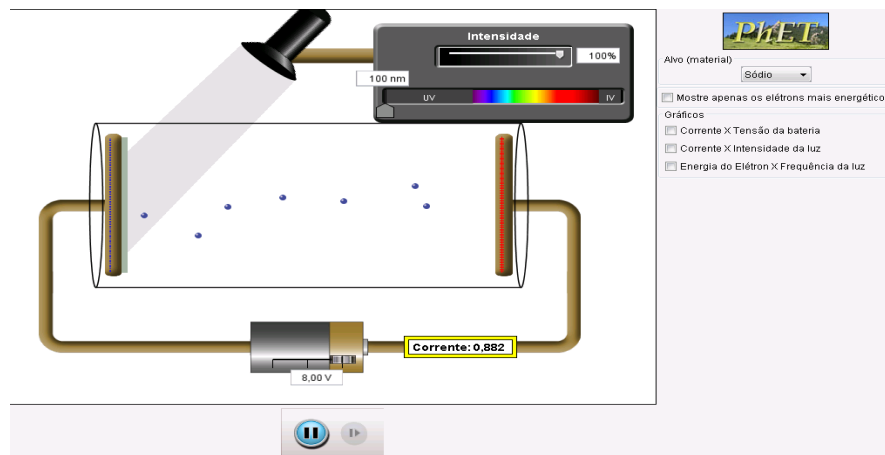 Intensidade
100%
100 nm
UV
IV
Corrente: 0,882
8,00 V
PhET
Alvo (material)
Sódio
Mostre apenas os elétrons mais energético
Gráficos
Corrente X Tensão da bateria
Corrente X Intensidade da luz
Energia do Elétron X Frequência da luz